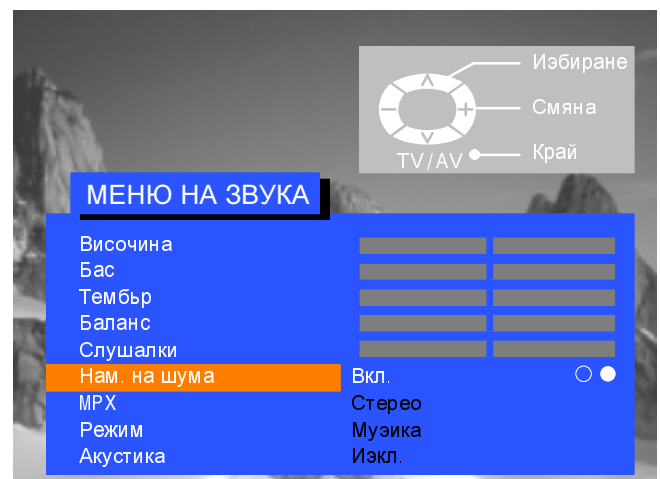 Иэбиране
Смяна
Край
TV/AV
МЕНЮ НА ЗВУКА
Височина
Бас
Тембьр
Баланс
Слушалки
Нам. на шума Вкл.
MPX Стерео
Режим Муэика
Акустика Иэкл.